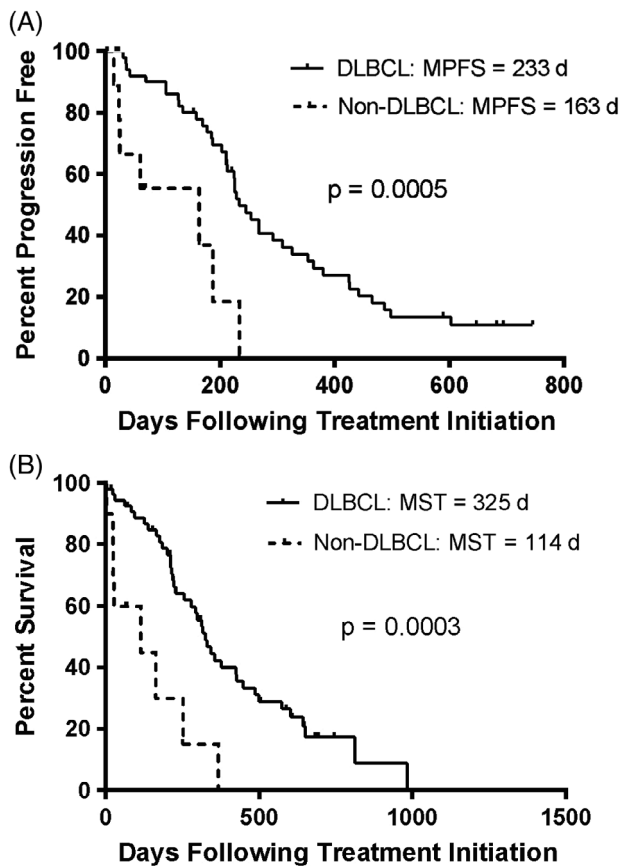 (A)
100
80
60
40
20
0
Percent Progression Free
DLBCL: MPFS = 233 d
Non-DLBCL: MPFS = 163 d
p = 0.0005
0 200 400 600 800
Days Following Treatment Initiation
(B)
100
80
60
40
20
0
Percent Survival
DLBCL: MST = 325 d
Non-DLBCL: MST = 114 d
p = 0.0003
0 500 1000 1500
Days Following Treatment Initiation